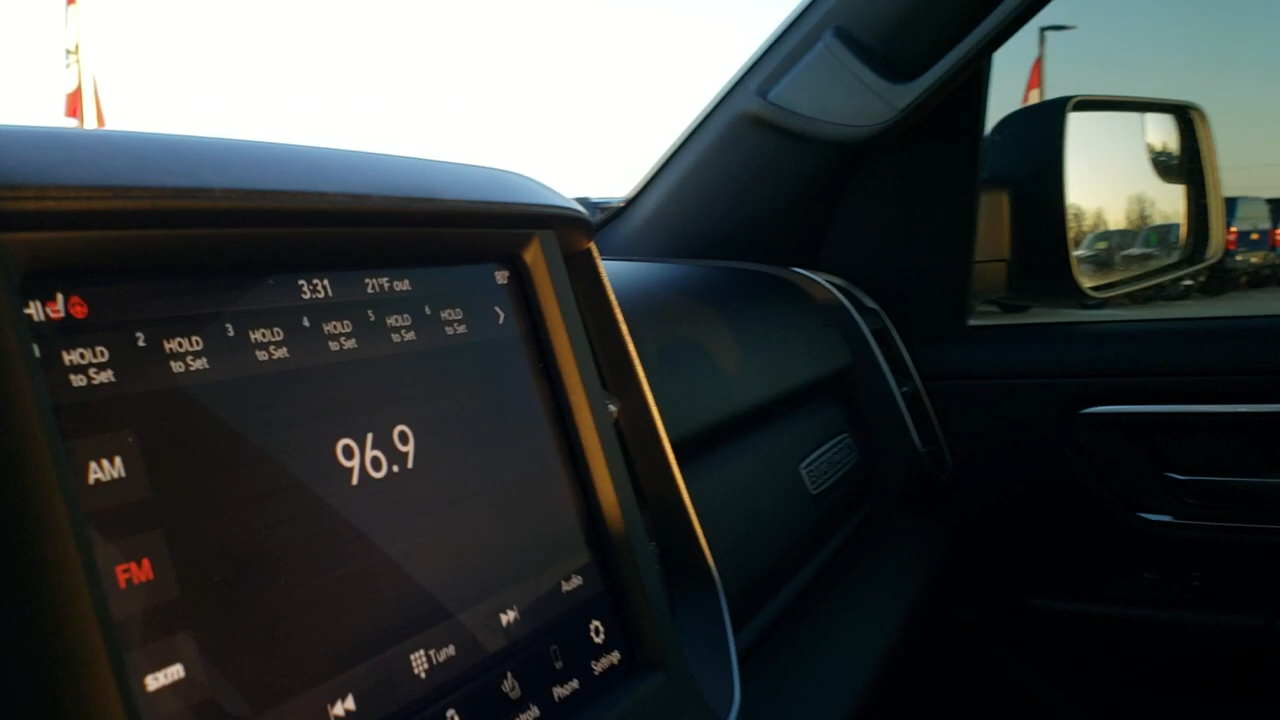 3:31 21°F out 80°
1 HOLD to Set
2 HOLD to Set
3 HOLD to Set
4 HOLD to Set
5 HOLD to Set
6 HOLD to Set
AM
96.9
FM
sxm
Tune
Audio
Phone
Settings